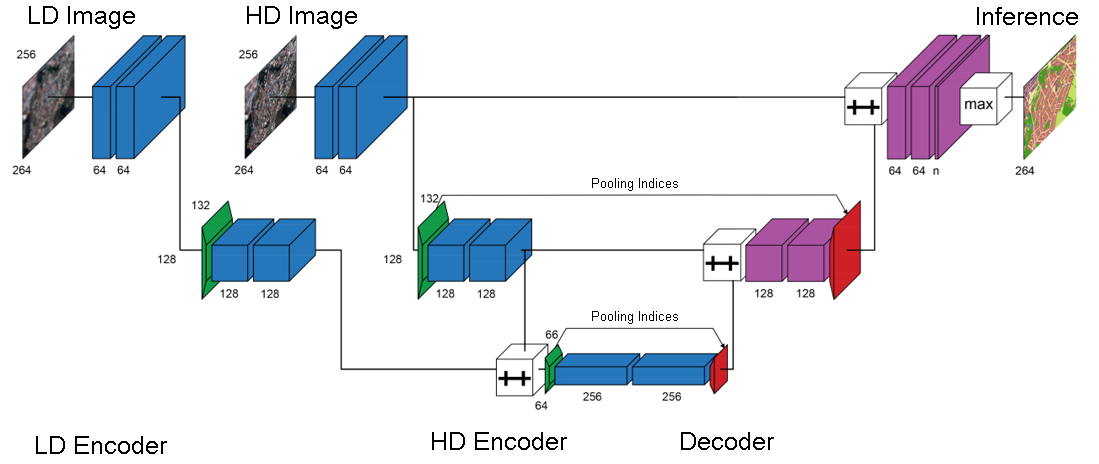 LD Image
HD Image
Inference
256
256
max
264
64 64
264
64 64
64 64 n
264
Pooling Indices
132
132
128
128
128 128
128 128
128 128
Pooling Indices
66
256
256
64
LD Encoder
HD Encoder
Decoder